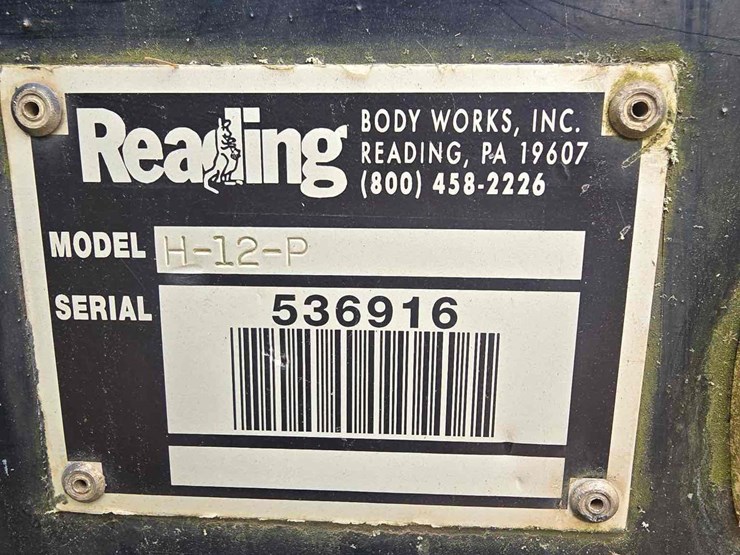 Reading
BODY WORKS, INC.
READING, PA 19607
(800) 458-2226
MODEL H-12-P
SERIAL 536916